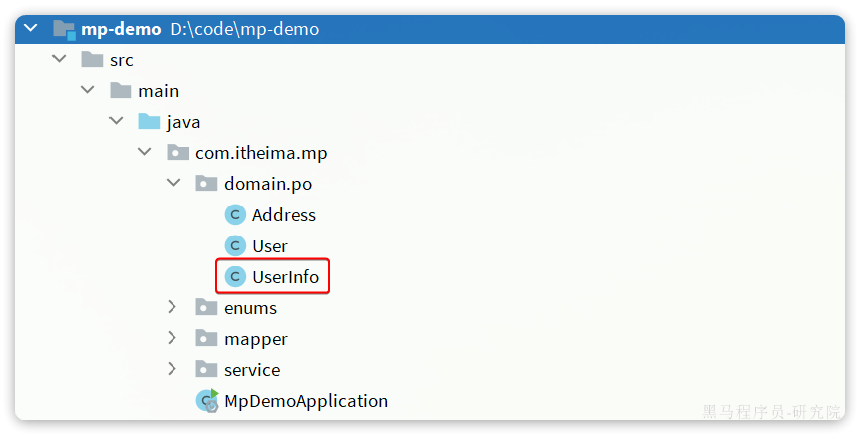 mp-demo D:\code\mp-demo
src
main
java
com.itheima.mp
domain.po
C Address
C User
C UserInfo
enums
mapper
service
MpDemoApplication
黑马程序员-研究院